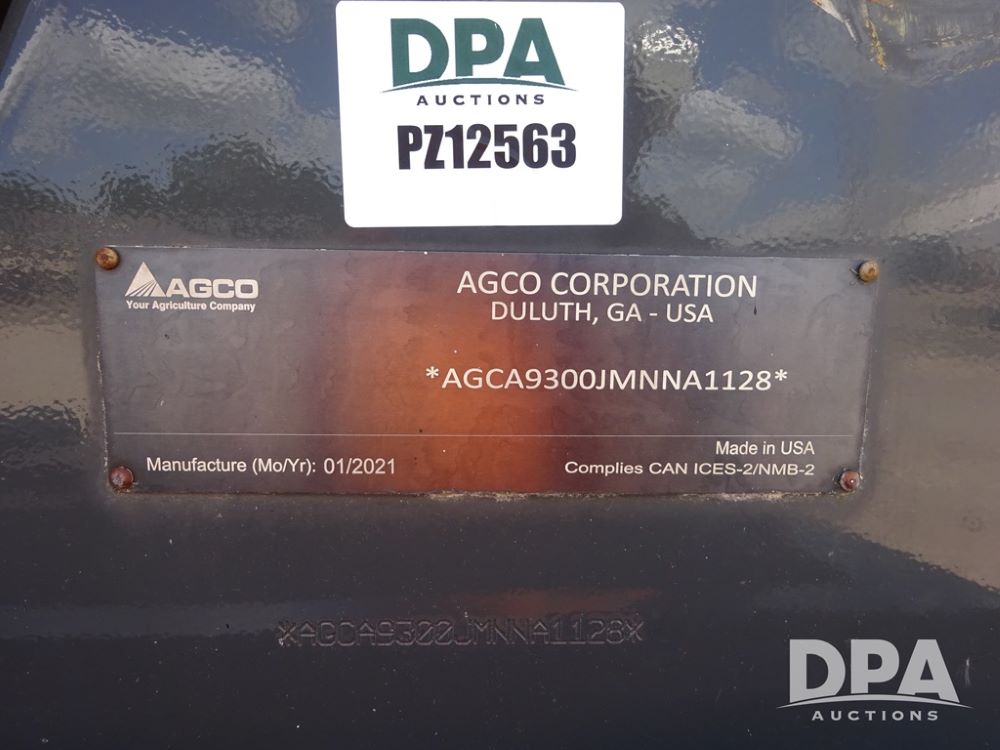 DPA
AUCTIONS
PZ12563
AGCO
Your Agriculture Company
AGCO CORPORATION
DULUTH, GA - USA
*AGCA9300JMNNA1128*
Made in USA
Manufacture (Mo/Yr): 01/2021
Complies CAN ICES-2/NMB-2
*AGCA9300JMNNA1128*
DPA
AUCTIONS